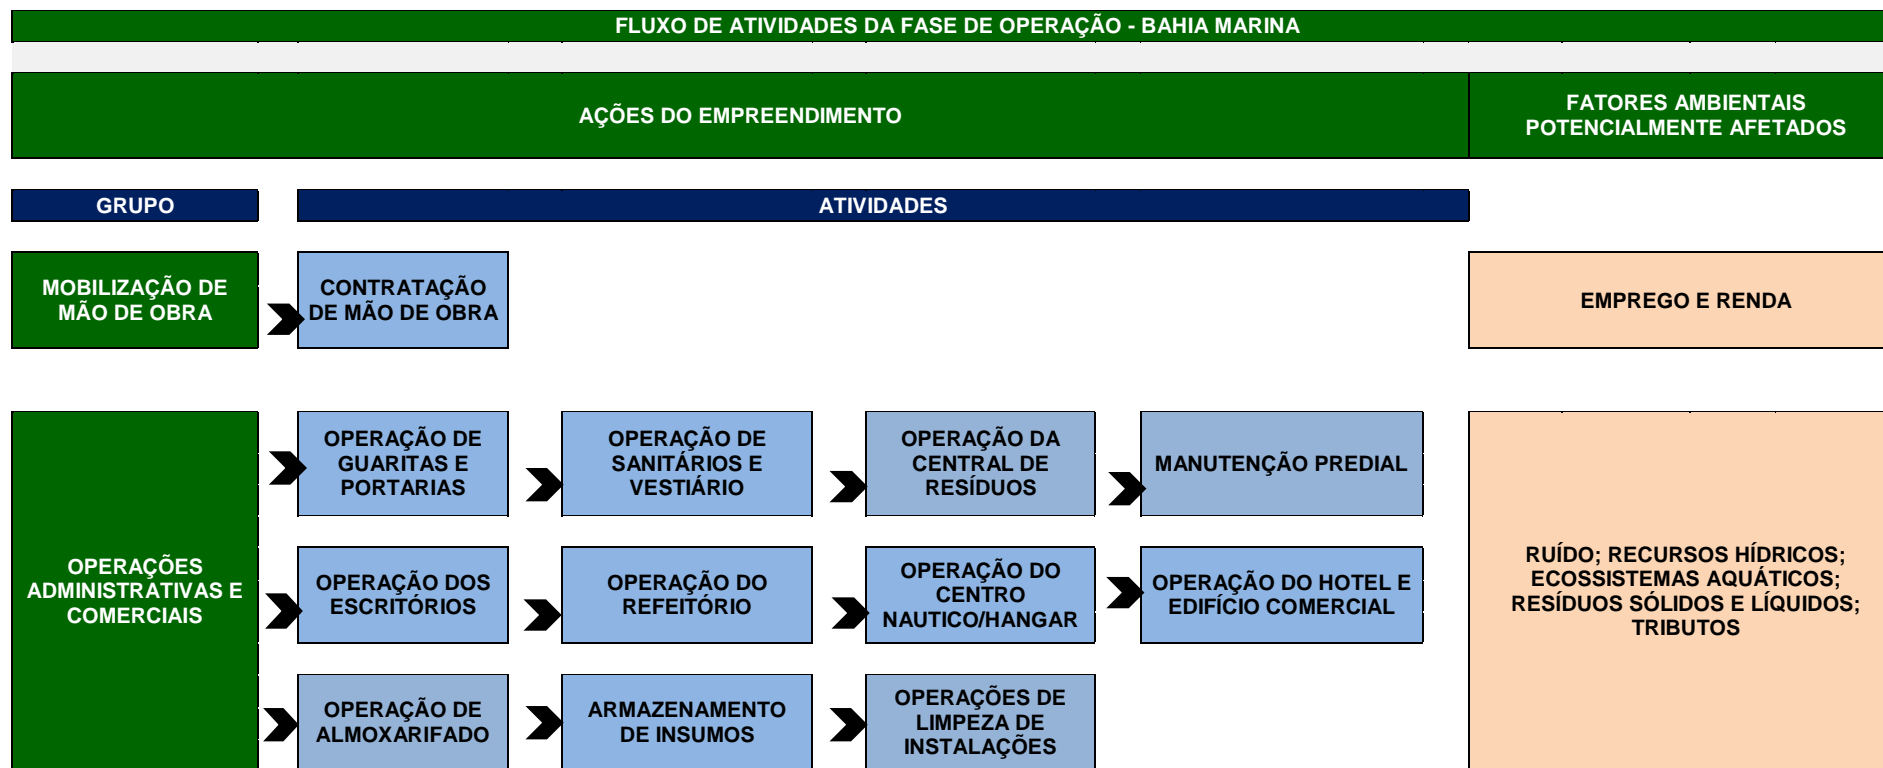 FLUXO DE ATIVIDADES DA FASE DE OPERAÇÃO - BAHIA MARINA
AÇÕES DO EMPREENDIMENTO
FATORES AMBIENTAIS
POTENCIALMENTE AFETADOS
GRUPO
ATIVIDADES
MOBILIZAÇÃO DE
MÃO DE OBRA
CONTRATAÇÃO
DE MÃO DE OBRA
EMPREGO E RENDA
OPERAÇÕES
ADMINISTRATIVAS E
COMERCIAIS
OPERAÇÃO DE
GUARITAS E
PORTARIAS
OPERAÇÃO DE
SANITÁRIOS E
VESTIÁRIO
OPERAÇÃO DA
CENTRAL DE
RESÍDUOS
MANUTENÇÃO PREDIAL
OPERAÇÃO DOS
ESCRITÓRIOS
OPERAÇÃO DO
REFEITÓRIO
OPERAÇÃO DO
CENTRO
NAUTICO/HANGAR
OPERAÇÃO DO HOTEL E
EDIFÍCIO COMERCIAL
OPERAÇÃO DE
ALMOXARIFADO
ARMAZENAMENTO
DE INSUMOS
OPERAÇÕES DE
LIMPEZA DE
INSTALAÇÕES
RUÍDO; RECURSOS HÍDRICOS;
ECOSSISTEMAS AQUÁTICOS;
RESÍDUOS SÓLIDOS E LÍQUIDOS;
TRIBUTOS